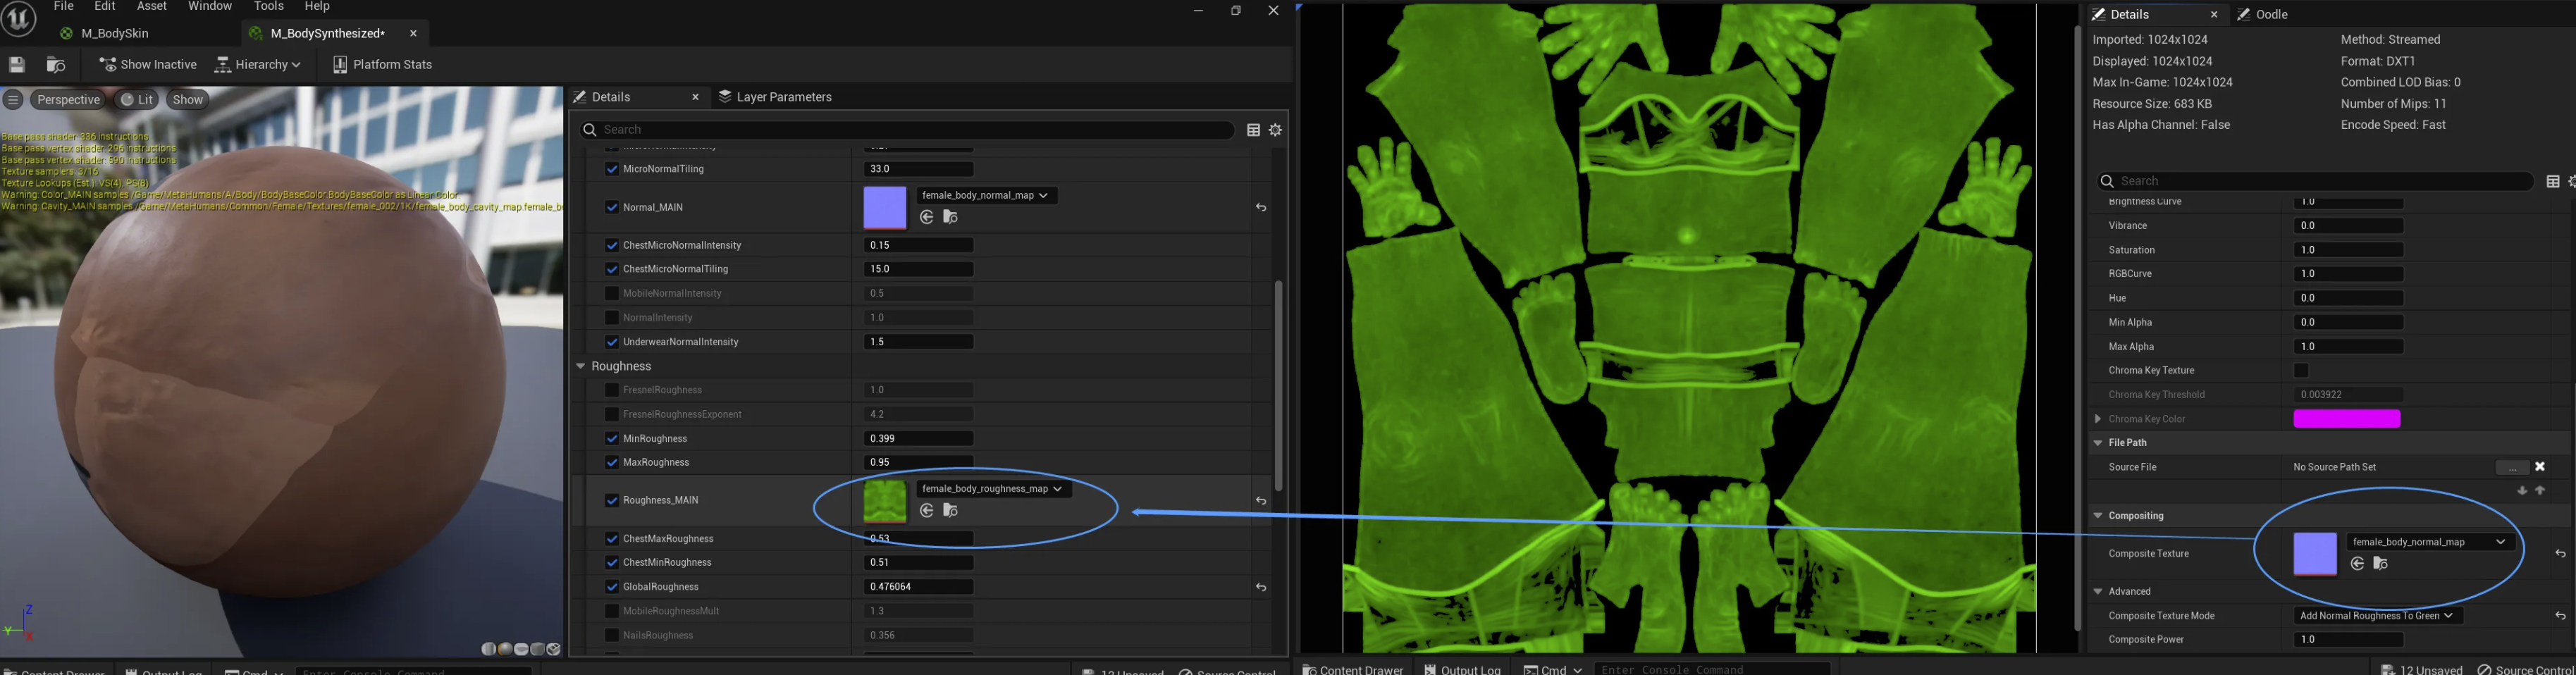 File Edit Asset Window Tools Help
M_BodySkin
M_BodySynthesized*
Show Inactive
Hierarchy
Platform Stats
Perspective
Lit
Show
Base pass shader: 336 instructions
Base pass vertex shader: 296 instructions
Texture samplers: 3/16
Texture Lookups (Est.): VS(4), PS(8)
Warning: Color_MAIN samples /Game/MetaHumans/A/Body/BodyBaseColor.BodyBaseColor as Linear Color.
Warning: Cavity_MAIN samples /Game/MetaHumans/Common/Female/Textures/female_002/1K/female_body_cavity_map.female_b
Z
Y
X
Details
Layer Parameters
Search
MicroNormalTiling 33.0
Normal_MAIN female_body_normal_map
ChestMicroNormalIntensity 0.15
ChestMicroNormalTiling 15.0
MobileNormalIntensity 0.5
NormalIntensity 1.0
UnderwearNormalIntensity 1.5
Roughness
FresnelRoughness 1.0
FresnelRoughnessExponent 4.2
MinRoughness 0.399
MaxRoughness 0.95
Roughness_MAIN female_body_roughness_map
ChestMaxRoughness 0.53
ChestMinRoughness 0.51
GlobalRoughness 0.476064
MobileRoughnessMult 1.3
NailsRoughness 0.356
Content Drawer
Output Log
Cmd
Enter Console Command
12 Unsaved
Source Control
Details
Oodle
Imported: 1024x1024
Method: Streamed
Displayed: 1024x1024
Format: DXT1
Max In-Game: 1024x1024
Combined LOD Bias: 0
Resource Size: 683 KB
Number of Mips: 11
Has Alpha Channel: False
Encode Speed: Fast
Search
Brightness Curve 1.0
Vibrance 0.0
Saturation 1.0
RGBCurve 1.0
Hue 0.0
Min Alpha 0.0
Max Alpha 1.0
Chroma Key Texture
Chroma Key Threshold 0.003922
Chroma Key Color
File Path
Source File No Source Path Set ...
Compositing
Composite Texture female_body_normal_map
Advanced
Composite Texture Mode Add Normal Roughness To Green
Composite Power 1.0
Content Drawer
Output Log
Cmd
Enter Console Command
12 Unsaved
Source Control